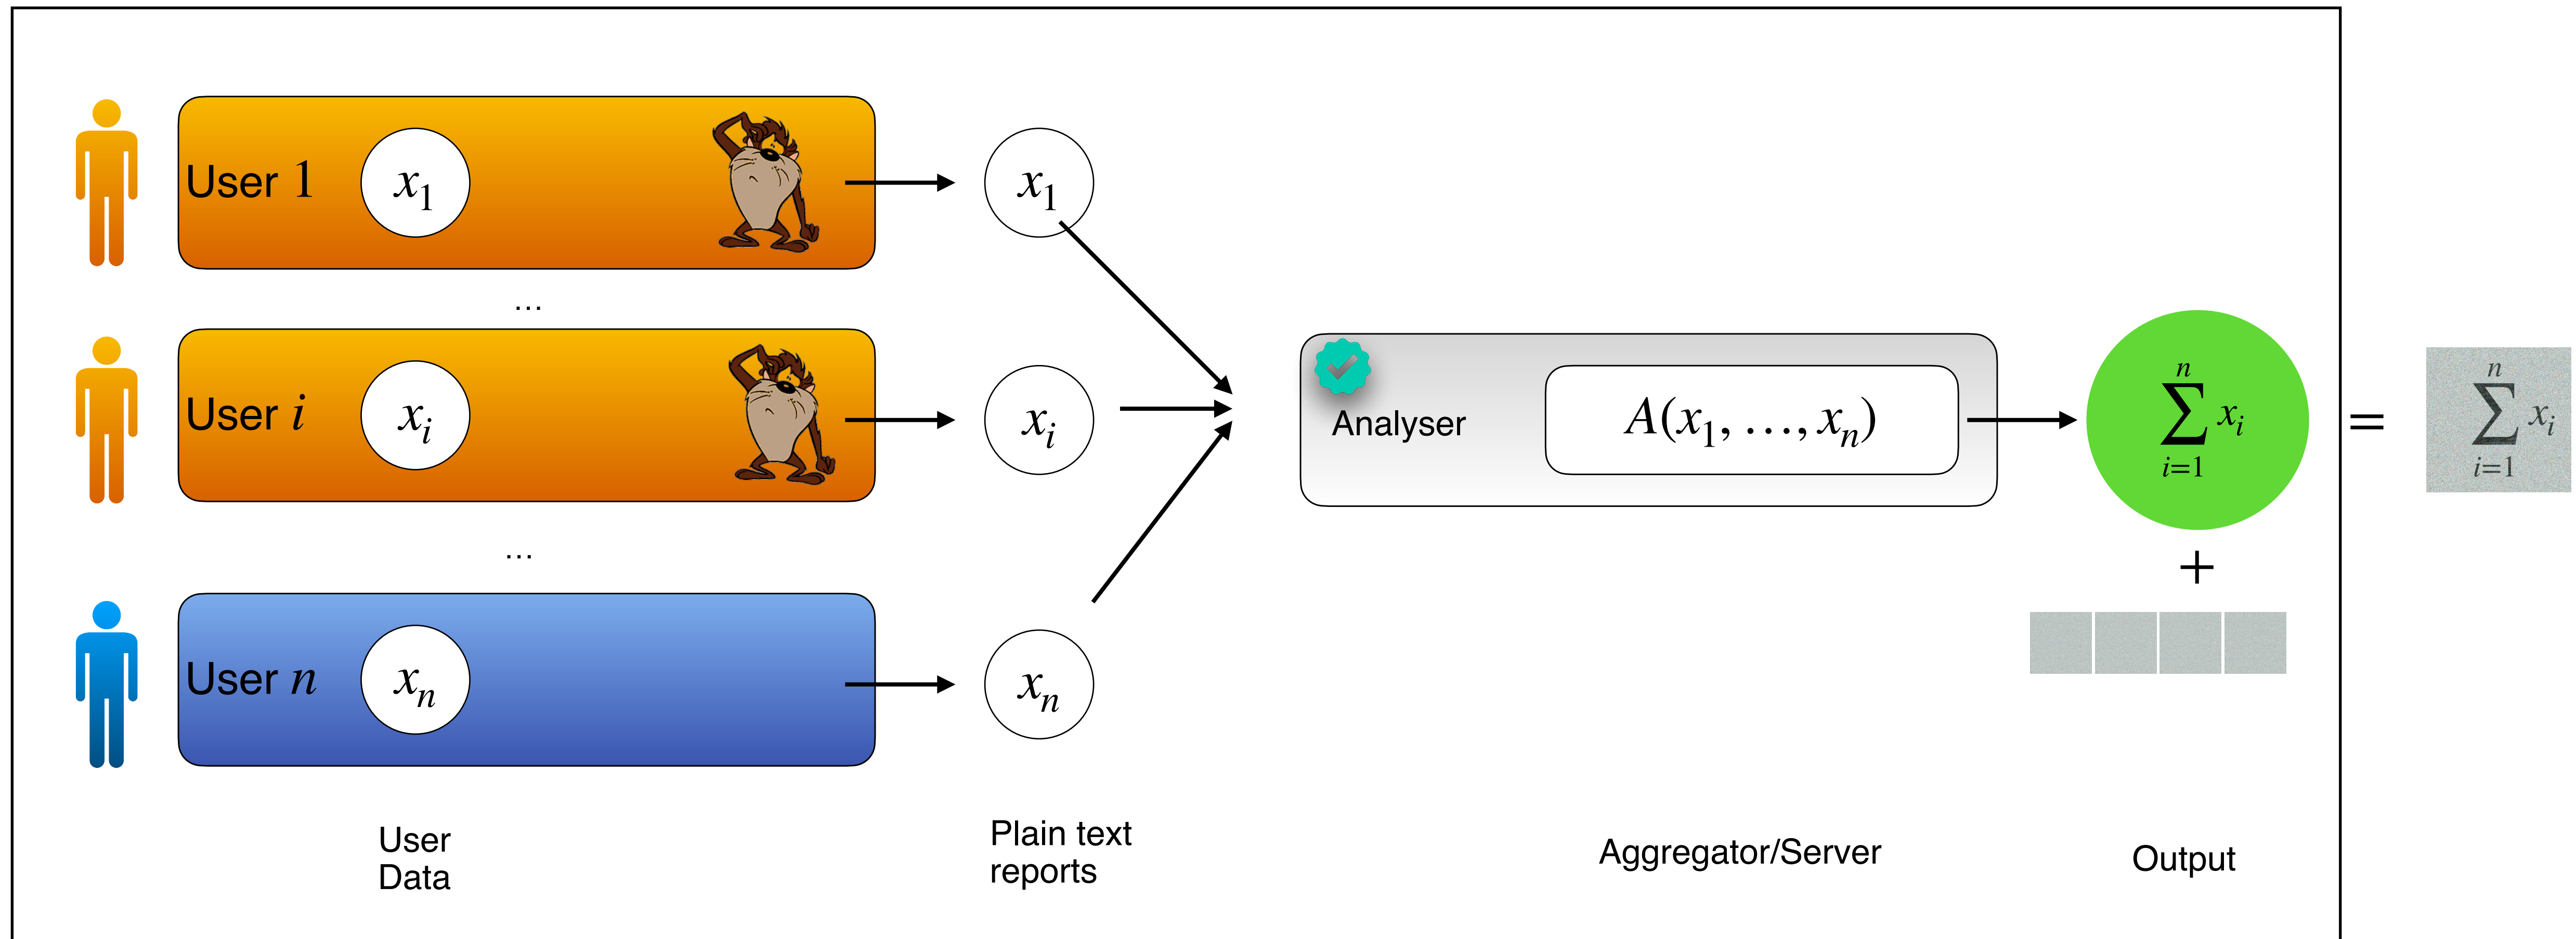 User 1
x₁
x₁
...
User i
xᵢ
xᵢ
...
User n
xₙ
xₙ
Analyser
A(x₁, …, xₙ)
n
∑ xᵢ
i=1
+
=
n
∑ xᵢ
i=1
User
Data
Plain text
reports
Aggregator/Server
Output